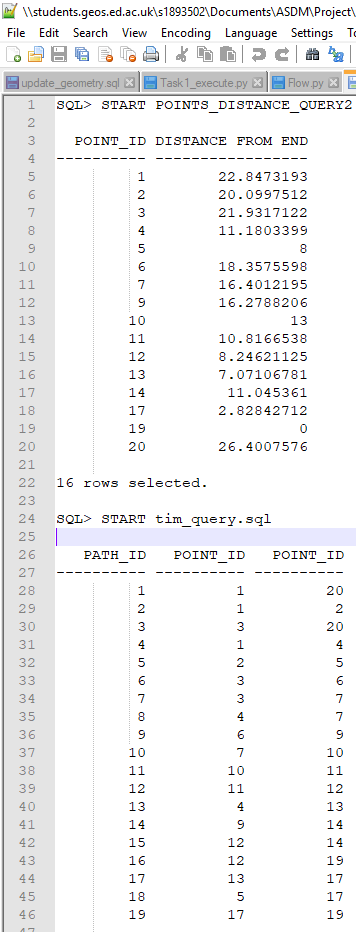 \\students.geos.ed.ac.uk\s1893502\Documents\ASDM\Project\
File Edit Search View Encoding Language Settings To
update_geometry.sql Task1_execute.py Flow.py
1 SQL> START POINTS_DISTANCE_QUERY2
2
3 POINT_ID DISTANCE FROM END
4 ---------- -----------------
5 1 22.8473193
6 2 20.0997512
7 3 21.9317122
8 4 11.1803399
9 5 8
10 6 18.3575598
11 7 16.4012195
12 9 16.2788206
13 10 13
14 11 10.8166538
15 12 8.24621125
16 13 7.07106781
17 14 11.045361
18 17 2.82842712
19 19 0
20 20 26.4007576
21
22 16 rows selected.
23
24 SQL> START tim_query.sql
25
26 PATH_ID POINT_ID POINT_ID
27 ---------- ---------- ----------
28 1 1 20
29 2 1 2
30 3 3 20
31 4 1 4
32 5 2 5
33 6 3 6
34 7 3 7
35 8 4 7
36 9 6 9
37 10 7 10
38 11 10 11
39 12 11 12
40 13 4 13
41 14 9 14
42 15 12 14
43 16 12 19
44 17 13 17
45 18 5 17
46 19 17 19
47